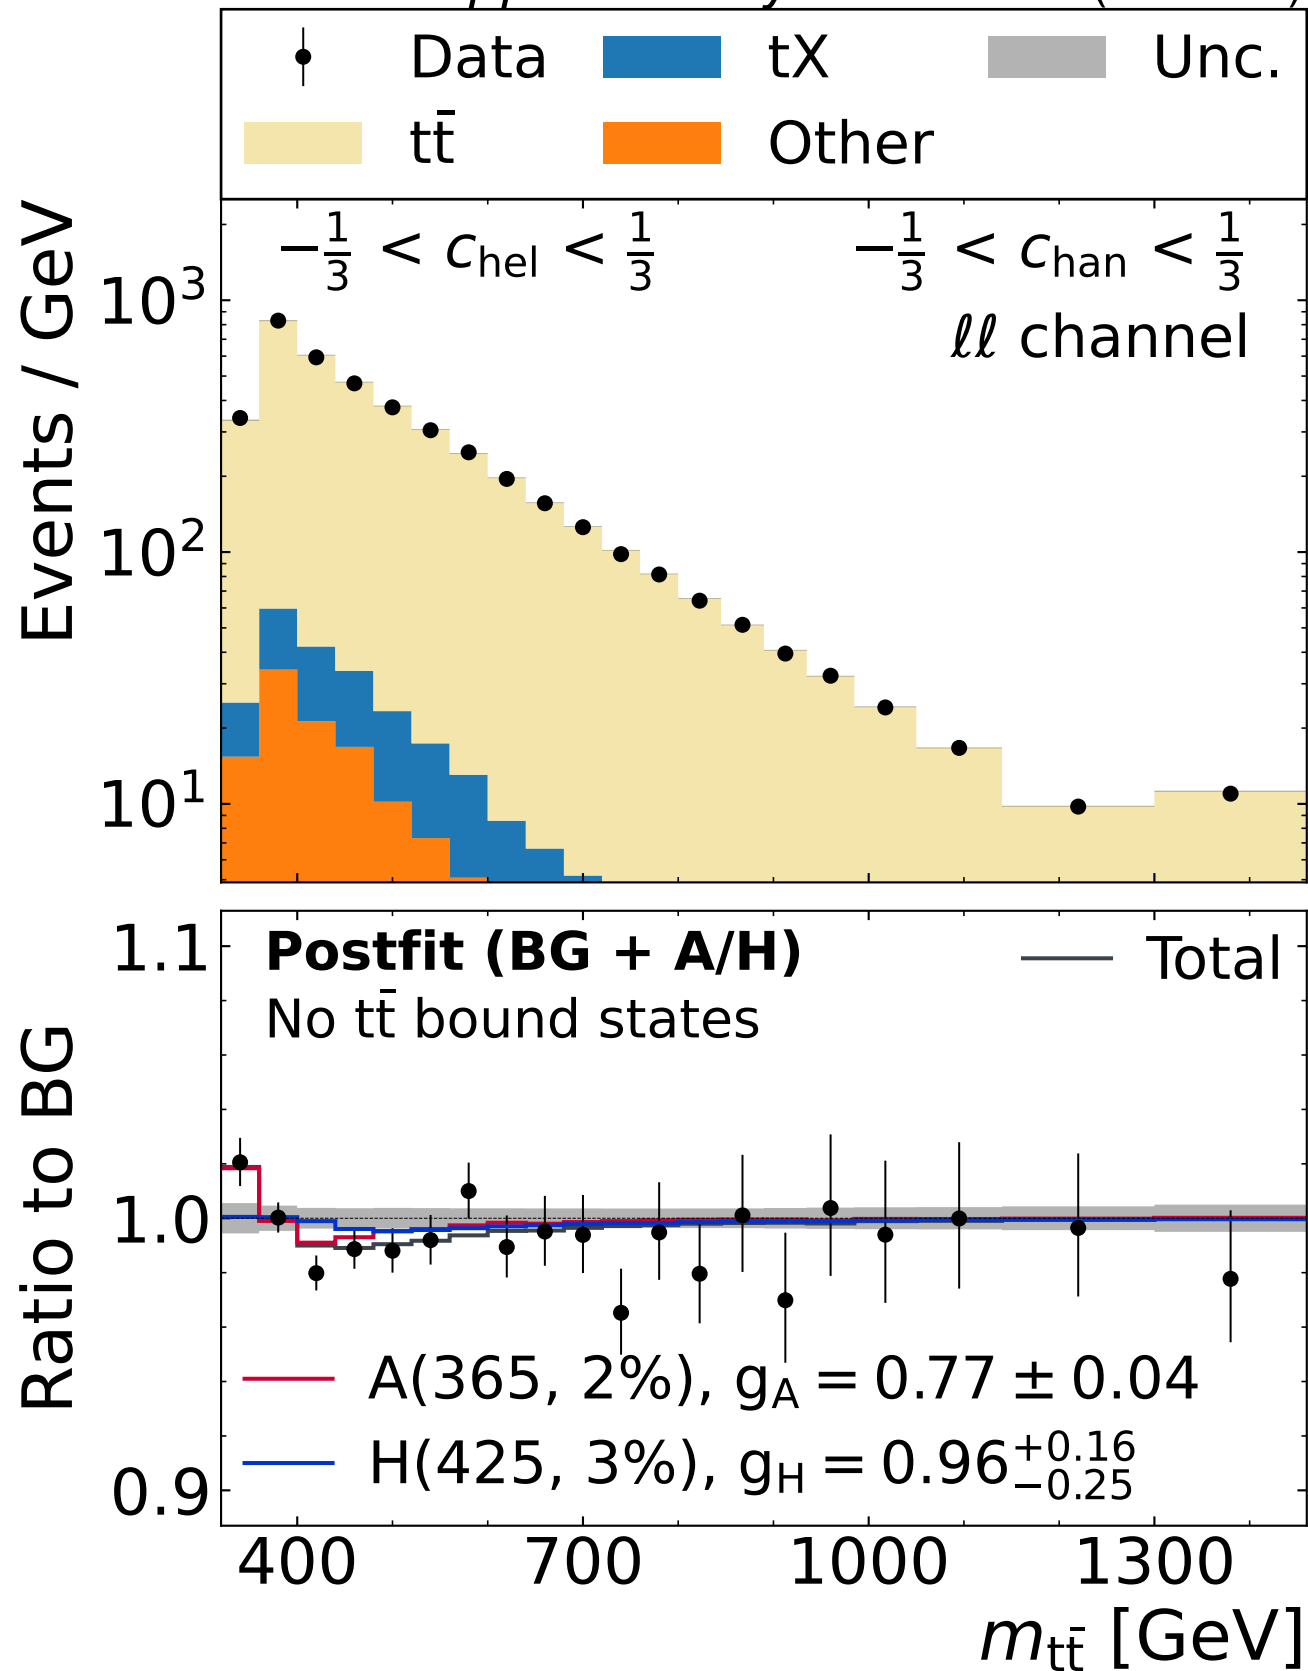 Data tX Unc.
tt̄ Other
−1/3 < c_hel < 1/3 −1/3 < c_han < 1/3
ℓℓ channel
Events / GeV
10³
10²
10¹
Postfit (BG + A/H) Total
No tt̄ bound states
Ratio to BG
1.1
1.0
0.9
A(365, 2%), g_A = 0.77 ± 0.04
H(425, 3%), g_H = 0.96 +0.16 −0.25
400 700 1000 1300
m_tt̄ [GeV]